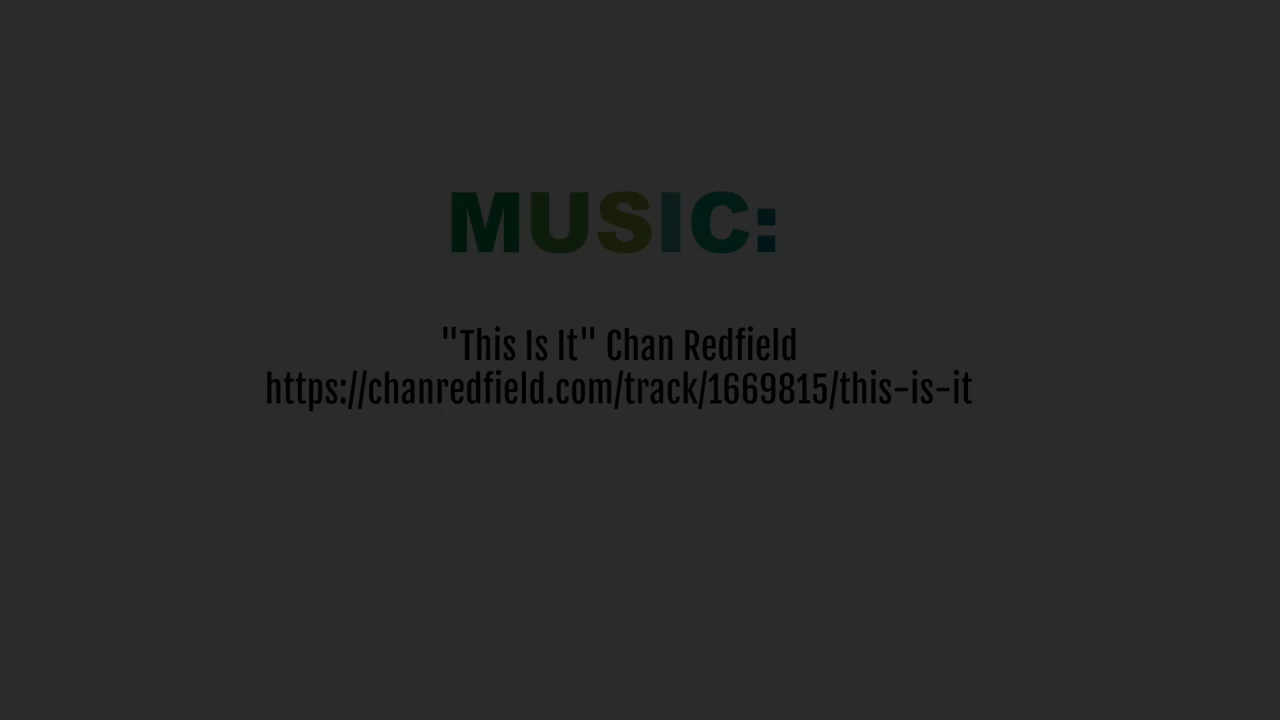 MUSIC:
"This Is It" Chan Redfield
https://chanredfield.com/track/1669815/this-is-it